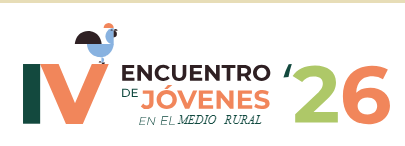 IV
ENCUENTRO
DE JÓVENES
EN EL MEDIO RURAL
‘26